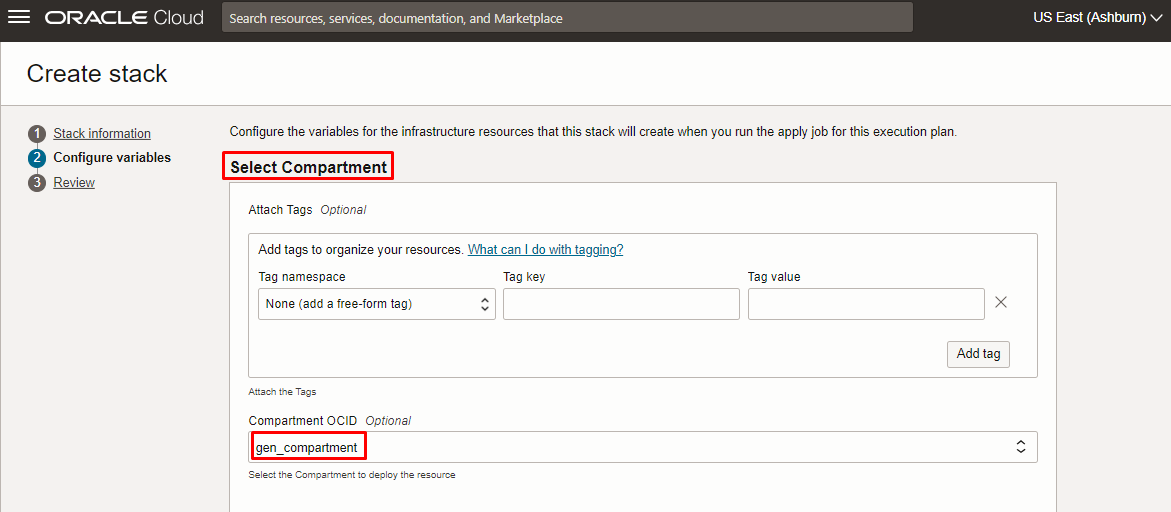 ORACLE Cloud
Search resources, services, documentation, and Marketplace
US East (Ashburn)
Create stack
1 Stack information
2 Configure variables
3 Review
Configure the variables for the infrastructure resources that this stack will create when you run the apply job for this execution plan.
Select Compartment
Attach Tags Optional
Add tags to organize your resources. What can I do with tagging?
Tag namespace Tag key Tag value
None (add a free-form tag)
Add tag
Attach the Tags
Compartment OCID Optional
gen_compartment
Select the Compartment to deploy the resource